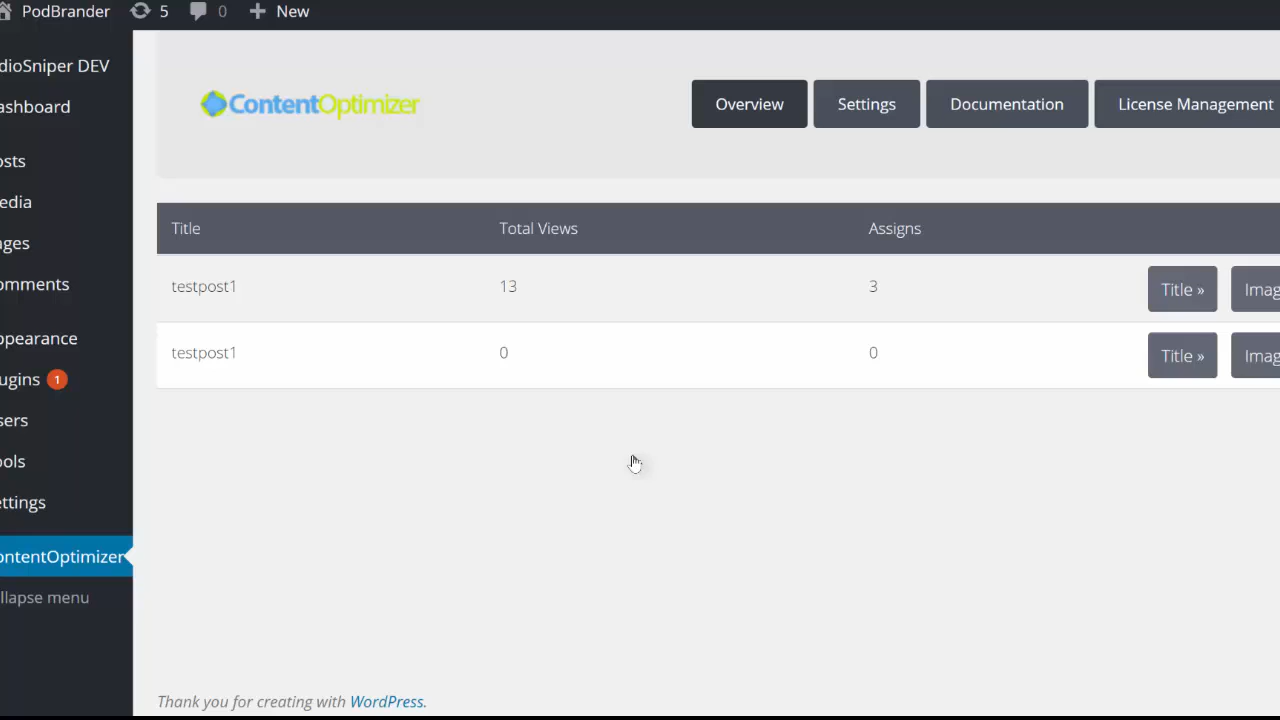 PodBrander 5 0 New
dioSniper DEV
ashboard
osts
edia
ages
omments
ppearance
ugins 1
sers
ools
ettings
ontentOptimizer
llapse menu
ContentOptimizer
Overview Settings Documentation License Management
Title Total Views Assigns
testpost1 13 3 Title » Imag
testpost1 0 0 Title » Imag
Thank you for creating with WordPress.